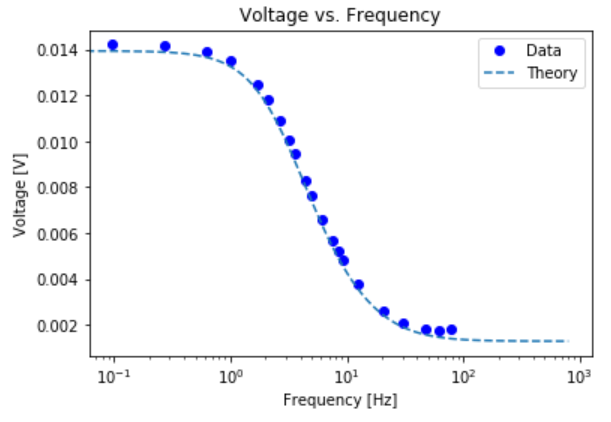 Voltage vs. Frequency
Data
Theory
0.014
0.012
0.010
0.008
0.006
0.004
0.002
Voltage [V]
10⁻¹ 10⁰ 10¹ 10² 10³
Frequency [Hz]